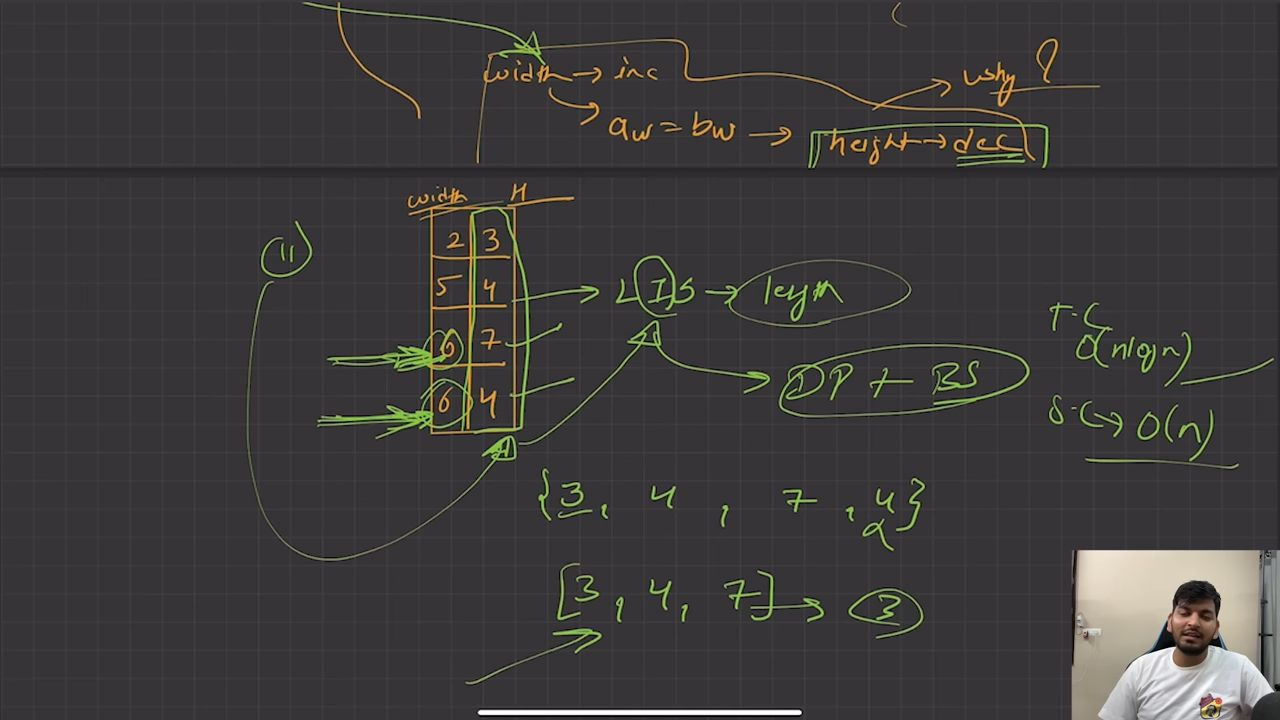 width → inc
why ?
aw = bw → height → dec
width H
2 3
5 4
6 7
6 4
(11)
LIS → length
DP + BS
T.C
O(nlogn)
S.C → O(n)
{3, 4, 7, 4}
[3, 4, 7] → 3